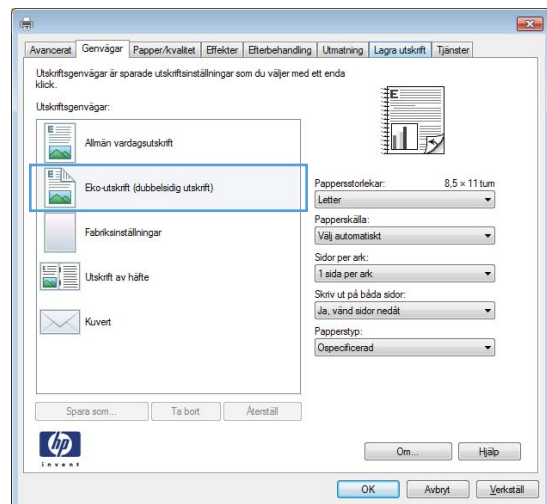 Avancerat Genvägar Papper/kvalitet Effekter Efterbehandling Utmatning Lagra utskrift Tjänster
Utskriftsgenvägar är sparade utskriftsinställningar som du väljer med ett enda
klick.
Utskriftsgenvägar:
Allmän vardagsutskrift
Eko-utskrift (dubbelsidig utskrift)
Fabriksinställningar
Utskrift av häfte
Kuvert
Spara som...
Ta bort
Återställ
E
Pappersstorlekar: 8,5 × 11 tum
Letter
Papperskälla:
Välj automatiskt
Sidor per ark:
1 sida per ark
Skriv ut på båda sidor:
Ja, vänd sidor nedåt
Papperstyp:
Ospecificerad
hp
invent
Om...
Hjälp
OK
Avbryt
Verkställ